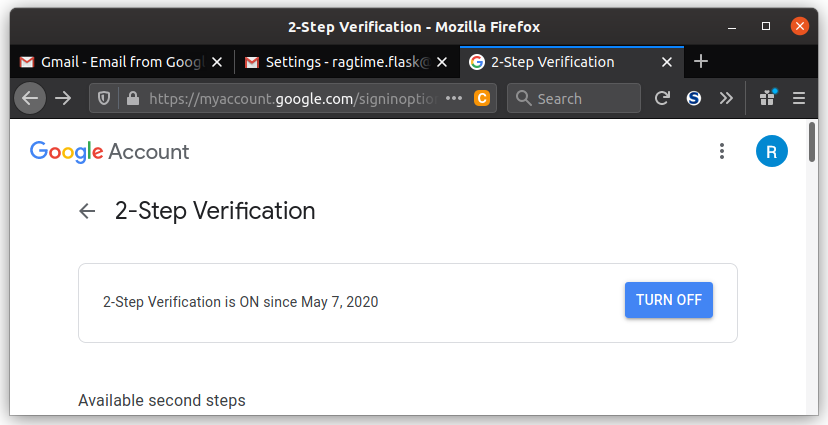 2-Step Verification - Mozilla Firefox
Gmail - Email from Goog
Settings - ragtime.flask@
2-Step Verification
https://myaccount.google.com/signinoptio
C
Search
S
Google Account
R
2-Step Verification
2-Step Verification is ON since May 7, 2020
TURN OFF
Available second steps